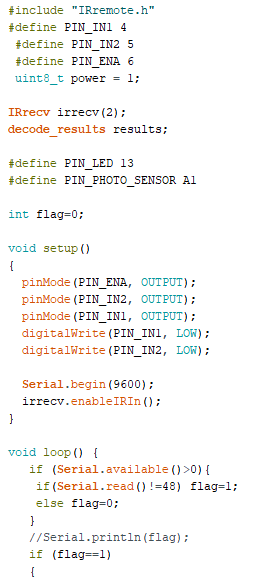 #include "IRremote.h"
#define PIN_IN1 4
#define PIN_IN2 5
#define PIN_ENA 6
uint8_t power = 1;
IRrecv irrecv(2);
decode_results results;
#define PIN_LED 13
#define PIN_PHOTO_SENSOR A1
int flag=0;
void setup()
{
pinMode(PIN_ENA, OUTPUT);
pinMode(PIN_IN2, OUTPUT);
pinMode(PIN_IN1, OUTPUT);
digitalWrite(PIN_IN1, LOW);
digitalWrite(PIN_IN2, LOW);
Serial.begin(9600);
irrecv.enableIRIn();
}
void loop() {
if (Serial.available()>0){
if(Serial.read()!=48) flag=1;
else flag=0;
}
//Serial.println(flag);
if (flag==1)
{